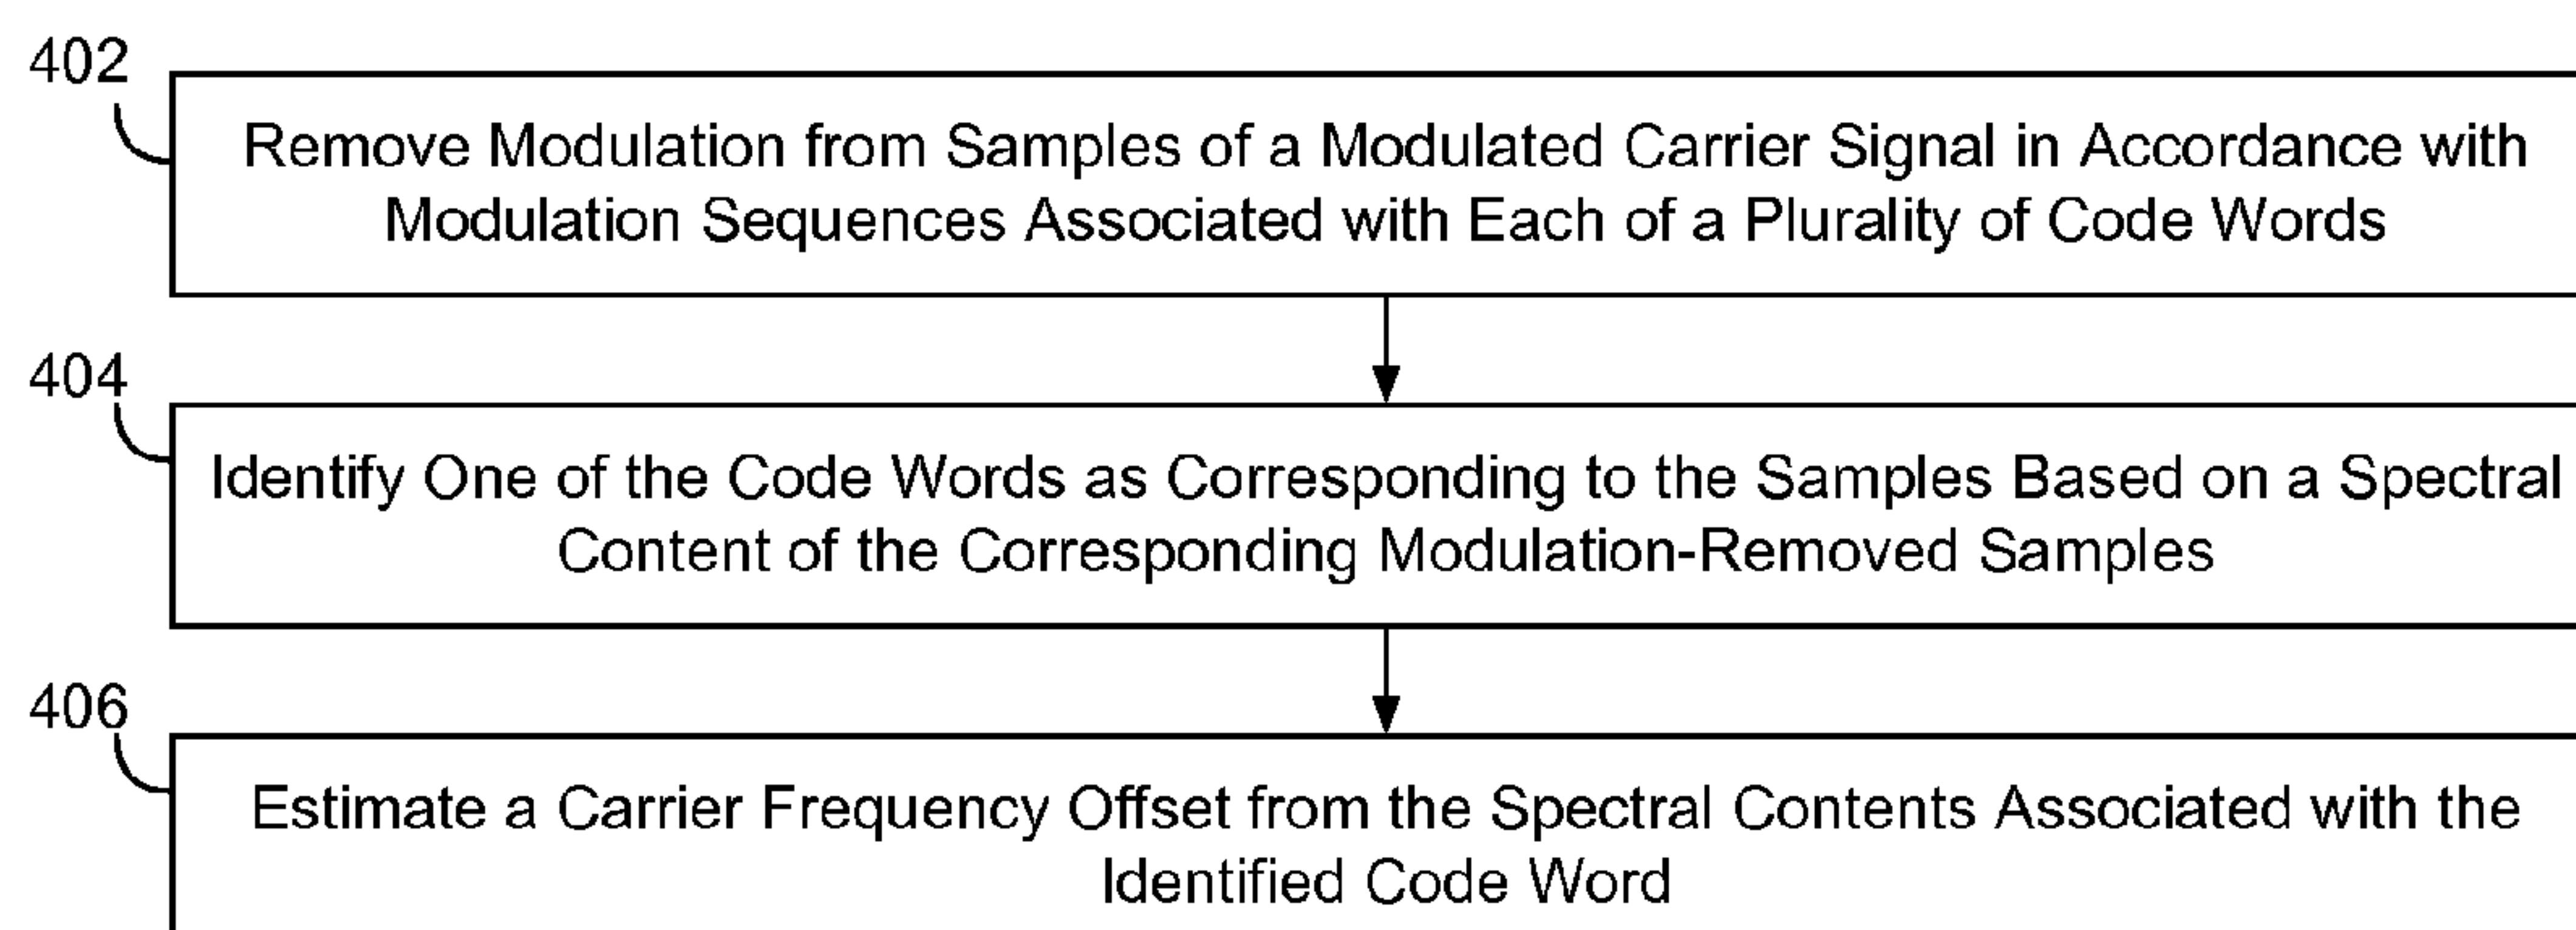 402
Remove Modulation from Samples of a Modulated Carrier Signal in Accordance with
Modulation Sequences Associated with Each of a Plurality of Code Words
404
Identify One of the Code Words as Corresponding to the Samples Based on a Spectral
Content of the Corresponding Modulation-Removed Samples
406
Estimate a Carrier Frequency Offset from the Spectral Contents Associated with the
Identified Code Word